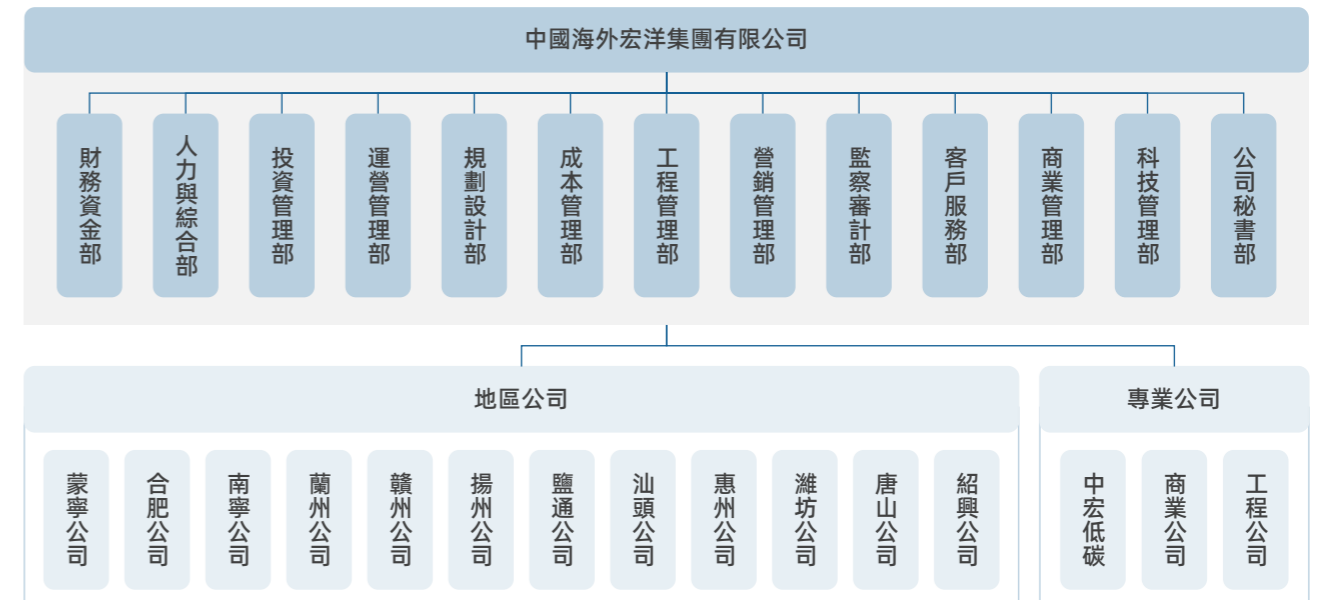 中國海外宏洋集團有限公司
財務資金部
人力與綜合部
投資管理部
運營管理部
規劃設計部
成本管理部
工程管理部
營銷管理部
監察審計部
客戶服務部
商業管理部
科技管理部
公司秘書部
地區公司
專業公司
蒙寧公司
合肥公司
南寧公司
蘭州公司
贛州公司
揚州公司
鹽通公司
汕頭公司
惠州公司
濰坊公司
唐山公司
紹興公司
中宏低碳
商業公司
工程公司